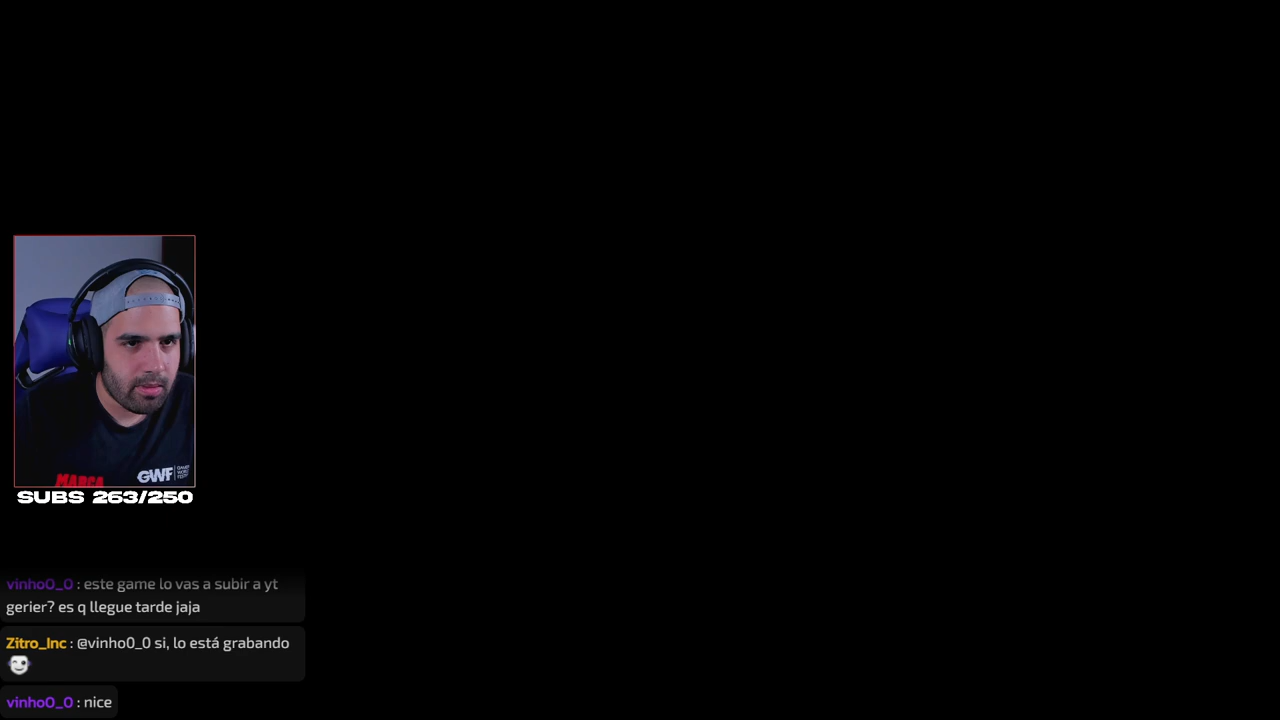 MARCA
GWF
SUBS 263/250
vinho0_0 : este game lo vas a subir a yt
gerier? es q llegue tarde jaja
Zitro_Inc : @vinho0_0 si, lo está grabando
vinho0_0 : nice